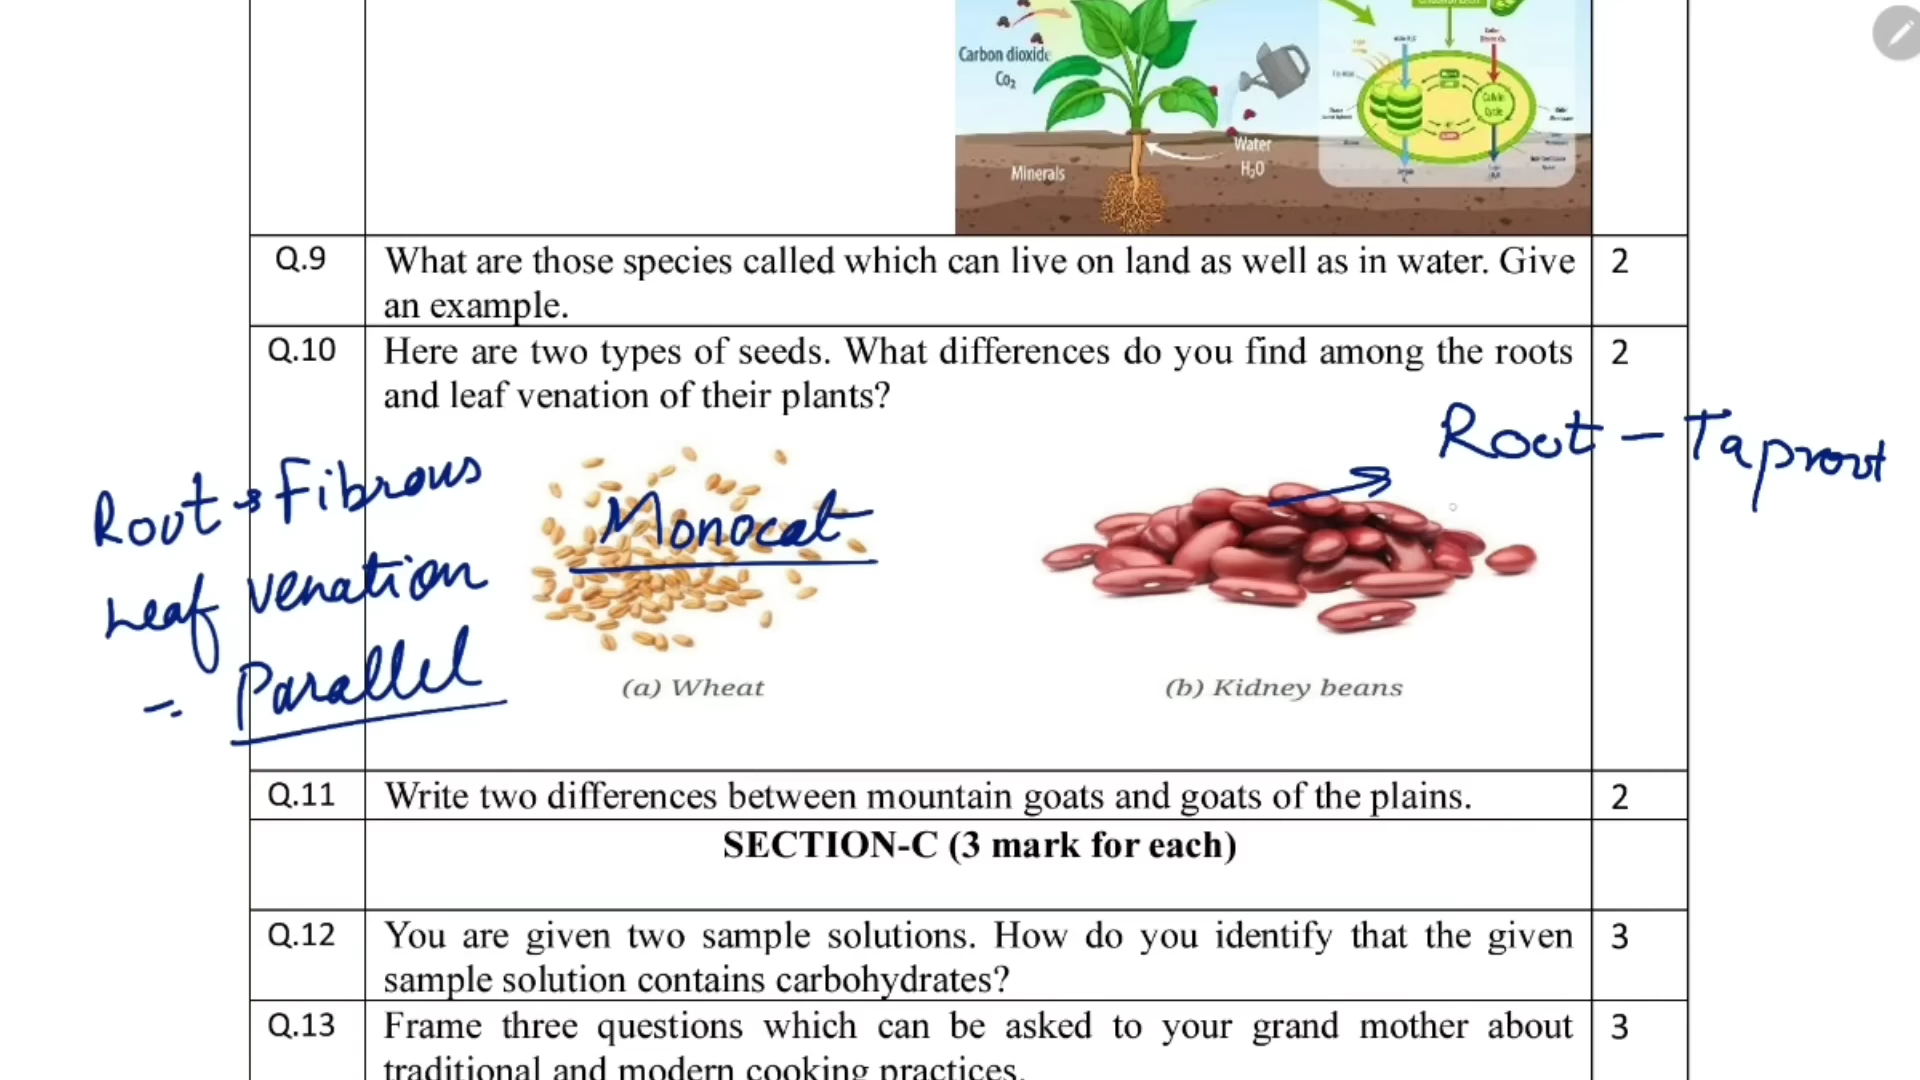 Carbon dioxide
Co2
Water
H2O
Minerals
Calvin
Cycle
Q.9
What are those species called which can live on land as well as in water. Give
an example.
2
Q.10
Here are two types of seeds. What differences do you find among the roots
and leaf venation of their plants?
2
Root → Fibrous
Leaf venation
= Parallel
Monocat
Root – Taproot
(a) Wheat
(b) Kidney beans
Q.11
Write two differences between mountain goats and goats of the plains.
2
SECTION-C (3 mark for each)
Q.12
You are given two sample solutions. How do you identify that the given
sample solution contains carbohydrates?
3
Q.13
Frame three questions which can be asked to your grand mother about
traditional and modern cooking practices.
3